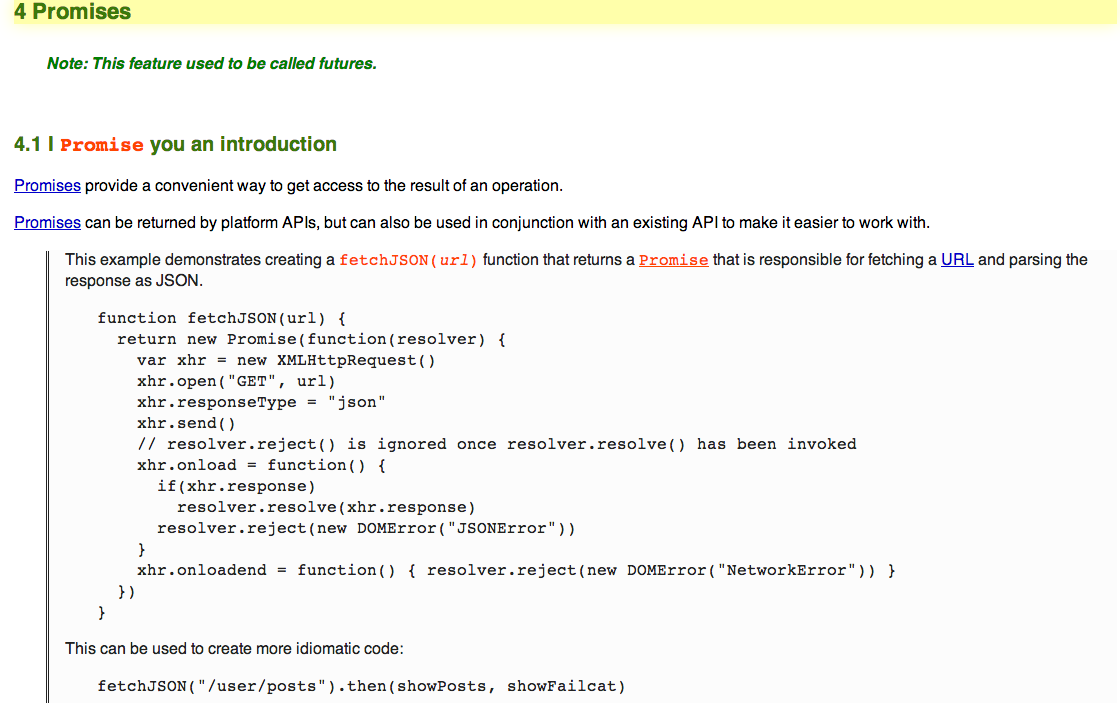 4 Promises
Note: This feature used to be called futures.
4.1 I Promise you an introduction
Promises provide a convenient way to get access to the result of an operation.
Promises can be returned by platform APIs, but can also be used in conjunction with an existing API to make it easier to work with.
This example demonstrates creating a fetchJSON(url) function that returns a Promise that is responsible for fetching a URL and parsing the
response as JSON.
function fetchJSON(url) {
  return new Promise(function(resolver) {
    var xhr = new XMLHttpRequest()
    xhr.open("GET", url)
    xhr.responseType = "json"
    xhr.send()
    // resolver.reject() is ignored once resolver.resolve() has been invoked
    xhr.onload = function() {
      if(xhr.response)
        resolver.resolve(xhr.response)
      resolver.reject(new DOMError("JSONError"))
    }
    xhr.onloadend = function() { resolver.reject(new DOMError("NetworkError")) }
  })
}
This can be used to create more idiomatic code:
fetchJSON("/user/posts").then(showPosts, showFailcat)